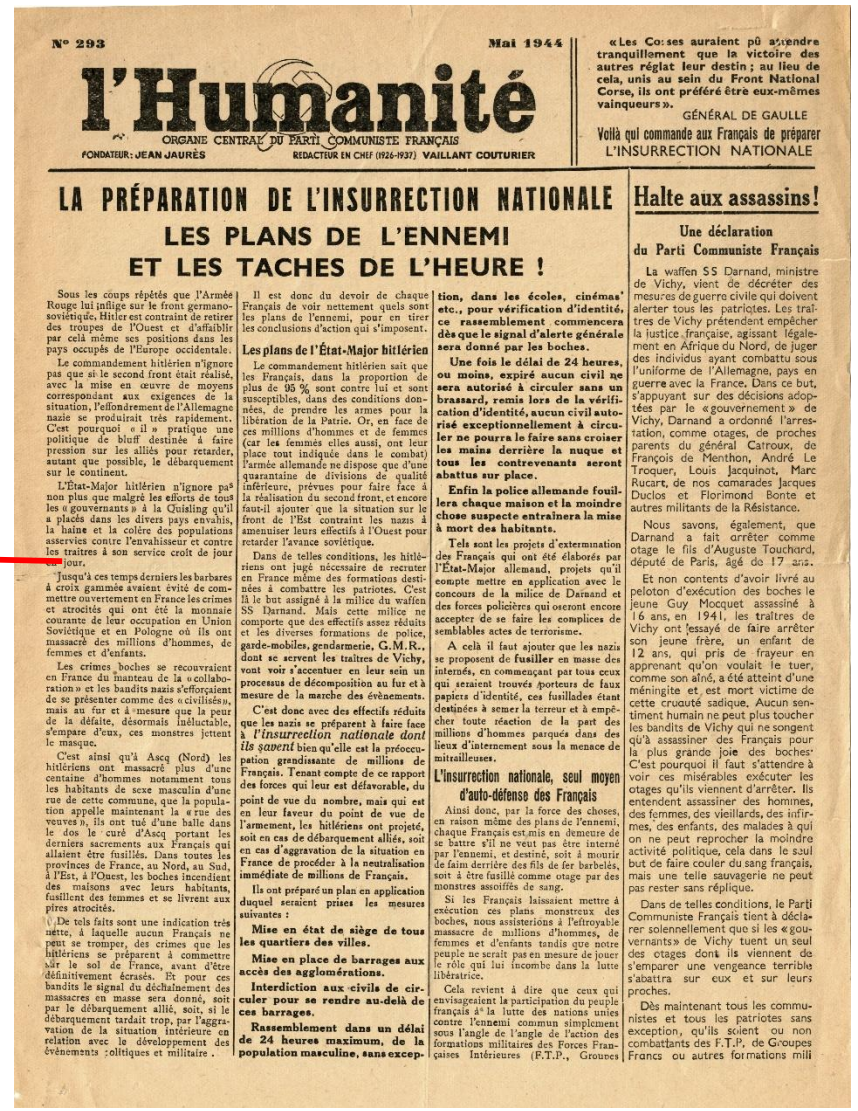 N° 293
Mai 1944
l'Humanité
ORGANE CENTRAL DU PARTI COMMUNISTE FRANÇAIS
FONDATEUR: JEAN JAURÈS
REDACTEUR EN CHEF (1926-1937) VAILLANT COUTURIER
«Les Corses auraient pû attendre
tranquillement que la victoire des
autres réglat leur destin ; au lieu de
cela, unis au sein du Front National
Corse, ils ont préféré être eux-mêmes
vainqueurs».
GÉNÉRAL DE GAULLE
Voilà qui commande aux Français de préparer
L'INSURRECTION NATIONALE
LA PRÉPARATION DE L'INSURRECTION NATIONALE
LES PLANS DE L'ENNEMI
ET LES TACHES DE L'HEURE !
Sous les coups répétés que l'Armée
Rouge lui inflige sur le front germano-
soviétique, Hitler est contraint de retirer
des troupes de l'Ouest et d'affaiblir
par celà même ses positions dans les
pays occupés de l'Europe occidentale.
Le commandement hitlérien n'ignore
pas que si le second front était réalisé,
avec la mise en œuvre de moyens
correspondant aux exigences de la
situation, l'effondrement de l'Allemagne
nazie se produirait très rapidement.
C'est pourquoi « il » pratique une
politique de bluff destinée à faire
pression sur les alliés pour retarder,
autant que possible, le débarquement
sur le continent.
L'État-Major hitlérien n'ignore pas
non plus que malgré les efforts de tous
les « gouvernants » à la Quisling qu'il
a placés dans les divers pays envahis,
la haine et la colère des populations
asservies contre l'envahisseur et contre
les traitres à son service croît de jour
en jour.
Jusqu'à ces temps derniers les barbares
à croix gammée avaient évité de com-
mettre ouvertement en France les crimes
et atrocités qui ont été la monnaie
courante de leur occupation en Union
Soviétique et en Pologne où ils ont
massacré des millions d'hommes, de
femmes et d'enfants.
Les crimes boches se recouvraient
en France du manteau de la « collabo-
ration » et les bandits nazis s'efforçaient
de se présenter comme des «civilisés»,
mais au fur et à mesure que la peur
de la défaite, désormais inéluctable,
s'empare d'eux, ces monstres jettent
le masque.
C'est ainsi qu'à Ascq (Nord) les
hitlériens ont massacré plus d'une
centaine d'hommes notamment tous
les habitants de sexe masculin d'une
rue de cette commune, que la popula-
tion appelle maintenant la « rue des
veuves », ils ont tué d'une balle dans
le dos le curé d'Ascq portant les
derniers sacrements aux Français qui
allaient être fusillés. Dans toutes les
provinces de France, au Nord, au Sud,
à l'Est, à l'Ouest, les boches incendient
des maisons avec leurs habitants,
fusillent des femmes et se livrent aux
pires atrocités.
De tels faits sont une indication très
nette, à laquelle aucun Français ne
peut se tromper, des crimes que les
hitlériens se préparent à commettre
sur le sol de France, avant d'être
définitivement écrasés. Et pour ces
bandits le signal du déchaînement des
massacres en masse sera donné, soit
par le débarquement allié, soit, si le
débarquement tardait trop, par l'aggra-
vation de la situation intérieure en
relation avec le développement des
évènements politiques et militaire .
Il est donc du devoir de chaque
Français de voir nettement quels sont
les plans de l'ennemi, pour en tirer
les conclusions d'action qui s'imposent.
Les plans de l'État-Major hitlérien
Le commandement hitlérien sait que
les Français, dans la proportion de
plus de 95 % sont contre lui et sont
susceptibles, dans des conditions don-
nées, de prendre les armes pour la
libération de la Patrie. Or, en face de
ces millions d'hommes et de femmes
(car les femmes elles aussi, ont leur
place tout indiquée dans le combat)
l'armée allemande ne dispose que d'une
quarantaine de divisions de qualité
inférieure, prévues pour faire face à
la réalisation du second front, et encore
faut-il ajouter que la situation sur le
front de l'Est contraint les nazis à
amenuiser leurs effectifs à l'Ouest pour
retarder l'avance soviétique.
Dans de telles conditions, les hitlé-
riens ont jugé nécessaire de recruter
en France même des formations desti-
nées à combattre les patriotes. C'est
là le but assigné à la milice du waffen
SS Darnand. Mais cette milice ne
comporte que des effectifs assez réduits
et les diverses formations de police,
garde-mobiles, gendarmerie, G.M.R.,
dont se servent les traîtres de Vichy,
vont voir s'accentuer en leur sein un
processus de décomposition au fur et à
mesure de la marche des évènements.
C'est donc avec des effectifs réduits
que les nazis se préparent à faire face
à l'insurrection nationale dont
ils savent bien qu'elle est la préoccu-
pation grandissante de millions de
Français. Tenant compte de ce rapport
des forces qui leur est défavorable, du
point de vue du nombre, mais qui est
en leur faveur du point de vue de
l'armement, les hitlériens ont projeté,
soit en cas de débarquement alliés, soit
en cas d'aggravation de la situation en
France de procéder à la neutralisation
immédiate de millions de Français.
Ils ont préparé un plan en application
duquel seraient prises les mesures
suivantes :
Mise en état de siège de tous
les quartiers des villes.
Mise en place de barrages aux
accès des agglomérations.
Interdiction aux civils de cir-
culer pour se rendre au-delà de
ces barrages.
Rassemblement dans un délai
de 24 heures maximum, de la
population masculine, sans excep-
tion, dans les écoles, cinémas'
etc., pour vérification d'identité,
ce rassemblement commencera
dès que le signal d'alerte générale
sera donné par les boches.
Une fois le délai de 24 heures,
ou moins, expiré aucun civil ne
sera autorisé à circuler sans un
brassard, remis lors de la vérifi-
cation d'identité, aucun civil auto-
risé exceptionnellement à circu-
ler ne pourra le faire sans croiser
les mains derrière la nuque et
tous les contrevenants seront
abattus sur place.
Enfin la police allemande fouil-
lera chaque maison et la moindre
chose suspecte entraînera la mise
à mort des habitants.
Tels sont les projets d'extermination
des Français qui ont été élaborés par
l'État-Major allemand, projets qu'il
compte mettre en application avec le
concours de la milice de Darnand et
des forces policières qui oseront encore
accepter de se faire les complices de
semblables actes de terrorisme.
A celà il faut ajouter que les nazis
se proposent de fusiller en masse des
internés, en commençant par tous ceux
qui seraient trouvés porteurs de faux
papiers d'identité, ces fusillades étant
destinées à semer la terreur et à empê-
cher toute réaction de la part des
millions d'hommes parqués dans des
lieux d'internement sous la menace de
mitrailleuses.
L'insurrection nationale, seul moyen
d'auto-défense des Français
Ainsi donc, par la force des choses,
en raison même des plans de l'ennemi,
chaque Français est mis en demeure de
se battre s'il ne veut pas être interné
par l'ennemi, et destiné, soit à mourir
de faim derrière des fils de fer barbelés,
soit à être fusillé comme otage par des
monstres assoiffés de sang.
Si les Français laissaient mettre à
exécution ces plans monstreux des
boches, nous assisterions à l'effroyable
massacre de millions d'hommes, de
femmes et d'enfants tandis que notre
peuple ne serait pas en mesure de jouer
le rôle qui lui incombe dans la lutte
libératrice.
Cela revient à dire que ceux qui
envisageaient la participation du peuple
français à la lutte des nations unies
contre l'ennemi commun simplement
sous l'angle de l'angle de l'action des
formations militaires des Forces Fran-
çaises Intérieures (F.T.P., Groupes
Halte aux assassins!
Une déclaration
du Parti Communiste Français
La waffen SS Darnand, ministre
de Vichy, vient de décréter des
mesures de guerre civile qui doivent
alerter tous les patriotes. Les traî-
tres de Vichy prétendent empêcher
la justice française, agissant légale-
ment en Afrique du Nord, de juger
des individus ayant combattu sous
l'uniforme de l'Allemagne, pays en
guerre avec la France. Dans ce but,
s'appuyant sur des décisions adop-
tées par le «gouvernement» de
Vichy, Darnand a ordonné l'arres-
tation, comme otages, de proches
parents du général Catroux, de
François de Menthon, André Le
Troquer, Louis Jacquinot, Marc
Rucart, de nos camarades Jacques
Duclos et Florimond Bonte et
autres militants de la Résistance.
Nous savons, également, que
Darnand a fait arrêter comme
otage le fils d'Auguste Touchard,
député de Paris, âgé de 17 ans.
Et non contents d'avoir livré au
peloton d'exécution des boches le
jeune Guy Mocquet assassiné à
16 ans, en 1941, les traîtres de
Vichy ont essayé de faire arrêter
son jeune frère, un enfant de
12 ans, qui pris de frayeur en
apprenant qu'on voulait le tuer,
comme son aîné, a été atteint d'une
méningite et est mort victime de
cette cruauté sadique. Aucun sen-
timent humain ne peut plus toucher
les bandits de Vichy qui ne songent
qu'à assassiner des Français pour
la plus grande joie des boches.
C'est pourquoi il faut s'attendre à
voir ces misérables exécuter les
otages qu'ils viennent d'arrêter. Ils
entendent assassiner des hommes,
des femmes, des vieillards, des infir-
mes, des enfants, des malades à qui
on ne peut reprocher la moindre
activité politique, cela dans le seul
but de faire couler du sang français,
mais une telle sauvagerie ne peut
pas rester sans réplique.
Dans de telles conditions, le Parti
Communiste Français tient à décla-
rer solennellement que si les «gou-
vernants» de Vichy tuent un seul
des otages dont ils viennent de
s'emparer une vengeance terrible
s'abattra sur eux et sur leurs
proches.
Dès maintenant tous les commu-
nistes et tous les patriotes sans
exception, qu'ils soient ou non
combattants des F.T.P, de Groupes
Francs ou autres formations mili